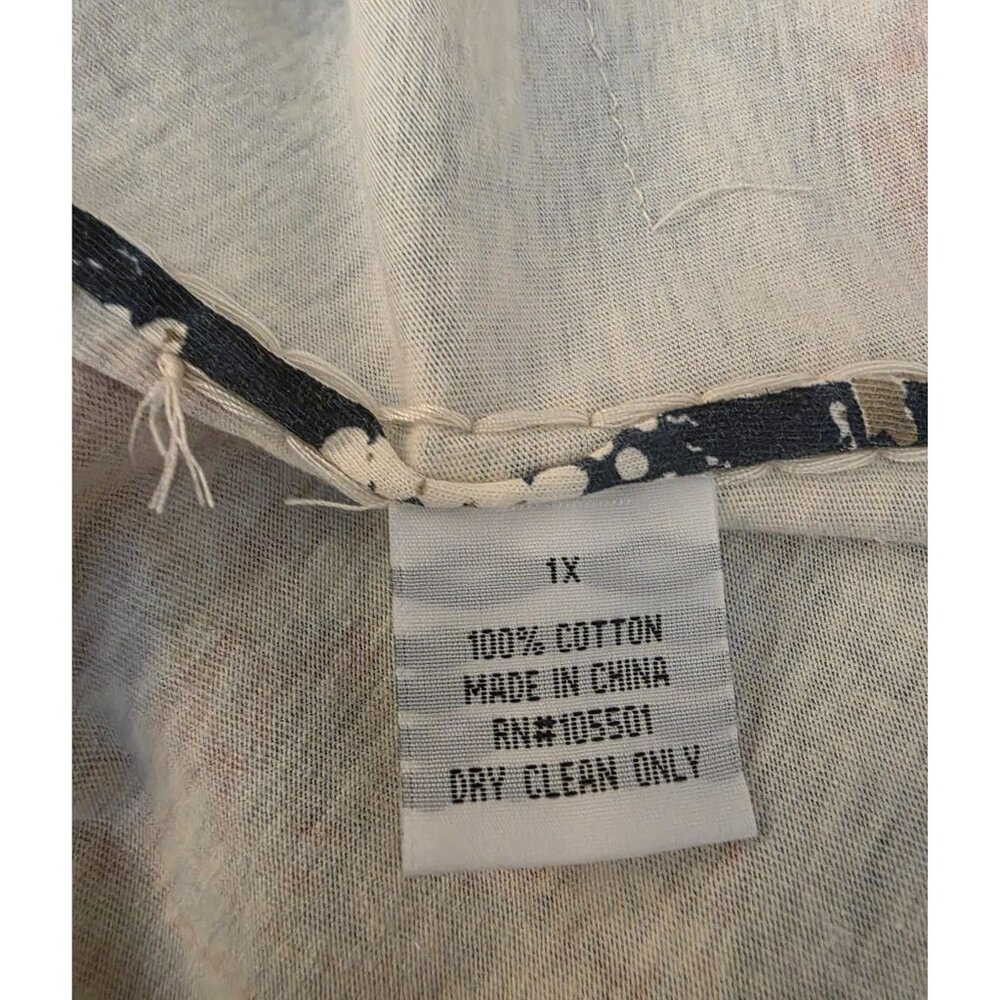 1X
100% COTTON
MADE IN CHINA
RN#105501
DRY CLEAN ONLY